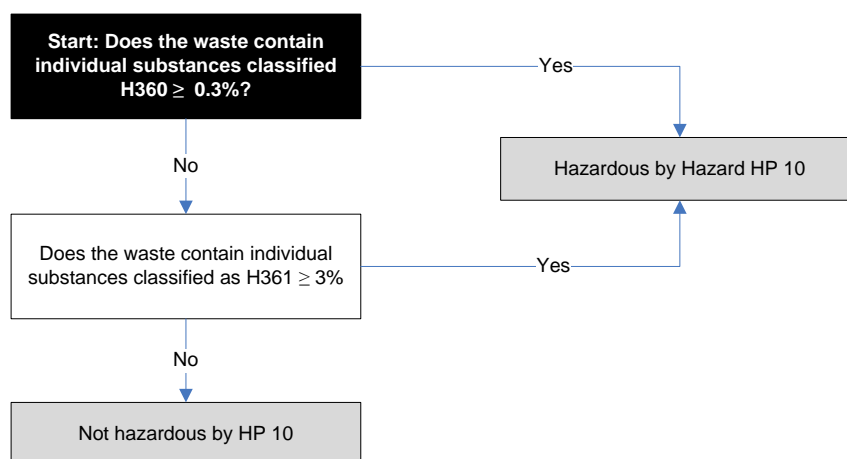 Start: Does the waste contain
individual substances classified
H360 ≥ 0.3%?
Yes
No
Hazardous by Hazard HP 10
Does the waste contain individual
substances classified as H361 ≥ 3%
Yes
No
Not hazardous by HP 10